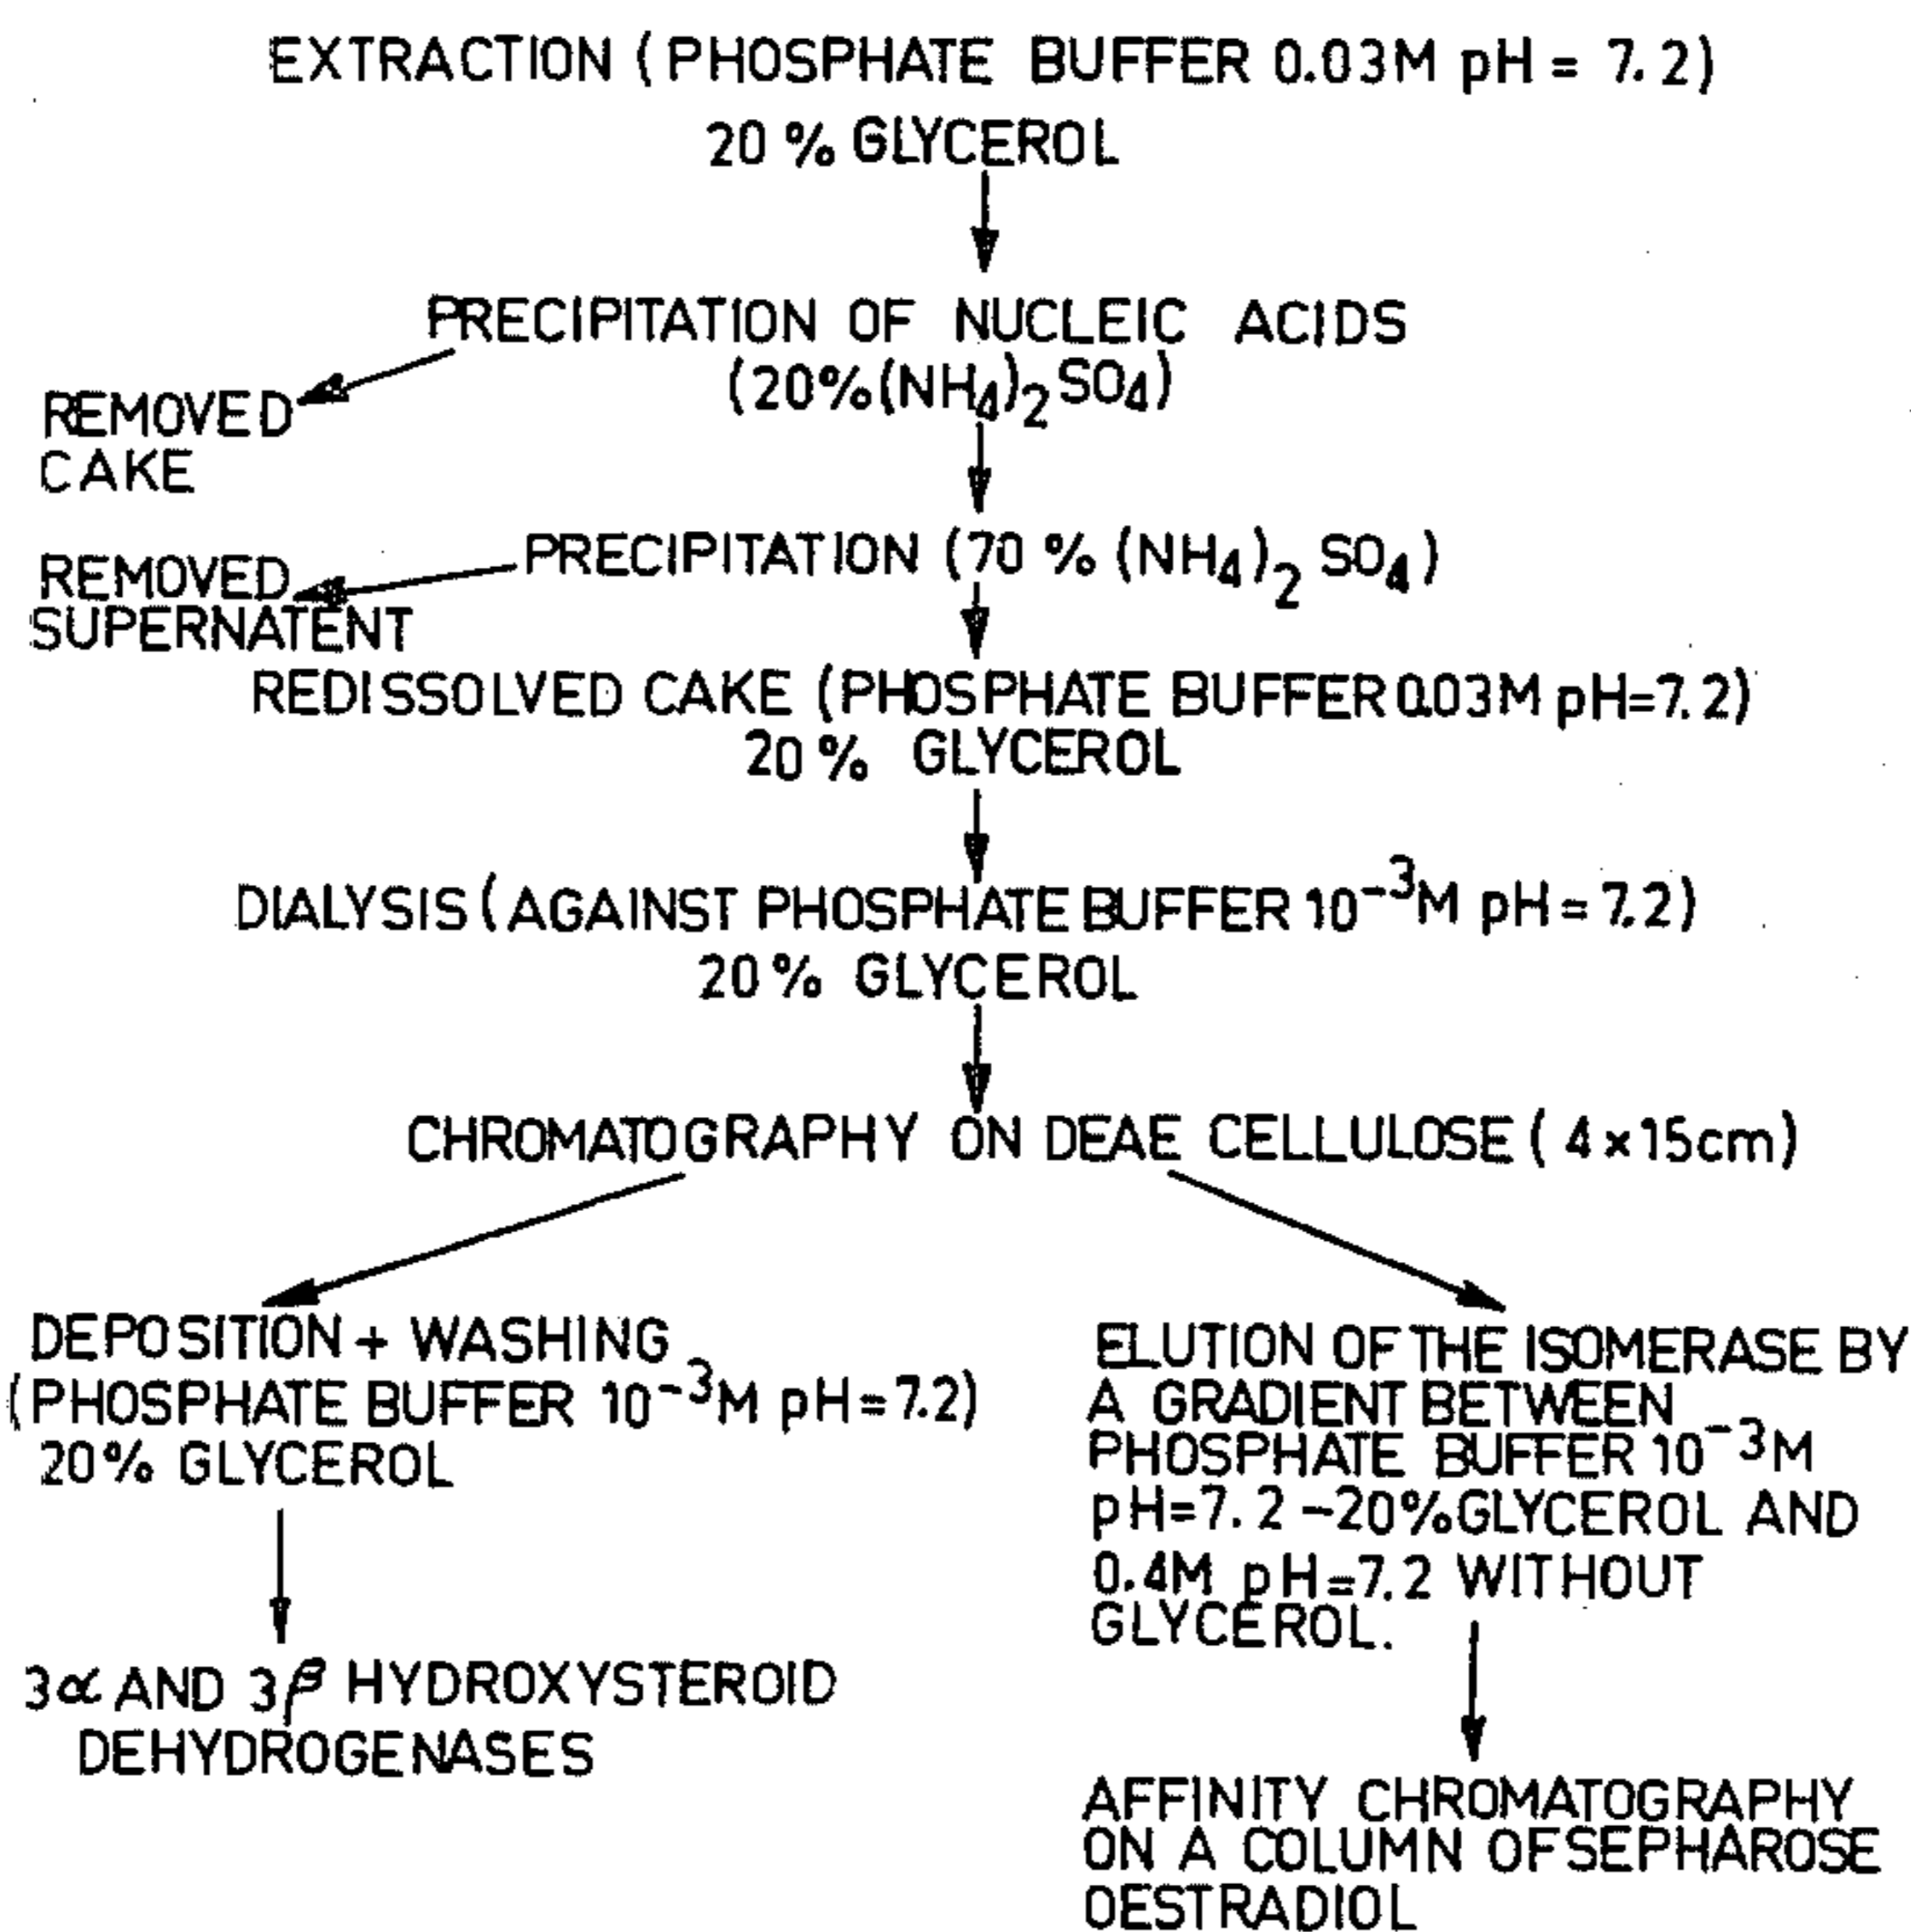 EXTRACTION (PHOSPHATE BUFFER 0.03M pH = 7.2)
20 % GLYCEROL
PRECIPITATION OF NUCLEIC ACIDS
(20%(NH4)2 SO4)
REMOVED
CAKE
PRECIPITATION (70 % (NH4)2 SO4)
REMOVED
SUPERNATENT
REDISSOLVED CAKE (PHOSPHATE BUFFER 0.03M pH=7.2)
20 % GLYCEROL
DIALYSIS (AGAINST PHOSPHATE BUFFER 10⁻³M pH = 7.2)
20 % GLYCEROL
CHROMATOGRAPHY ON DEAE CELLULOSE ( 4 x 15cm)
DEPOSITION + WASHING
(PHOSPHATE BUFFER 10⁻³M pH = 7.2)
20% GLYCEROL
3α AND 3β HYDROXYSTEROID
DEHYDROGENASES
ELUTION OF THE ISOMERASE BY
A GRADIENT BETWEEN
PHOSPHATE BUFFER 10⁻³M
pH=7.2 -20% GLYCEROL AND
0.4M pH=7.2 WITHOUT
GLYCEROL.
AFFINITY CHROMATOGRAPHY
ON A COLUMN OF SEPHAROSE
OESTRADIOL